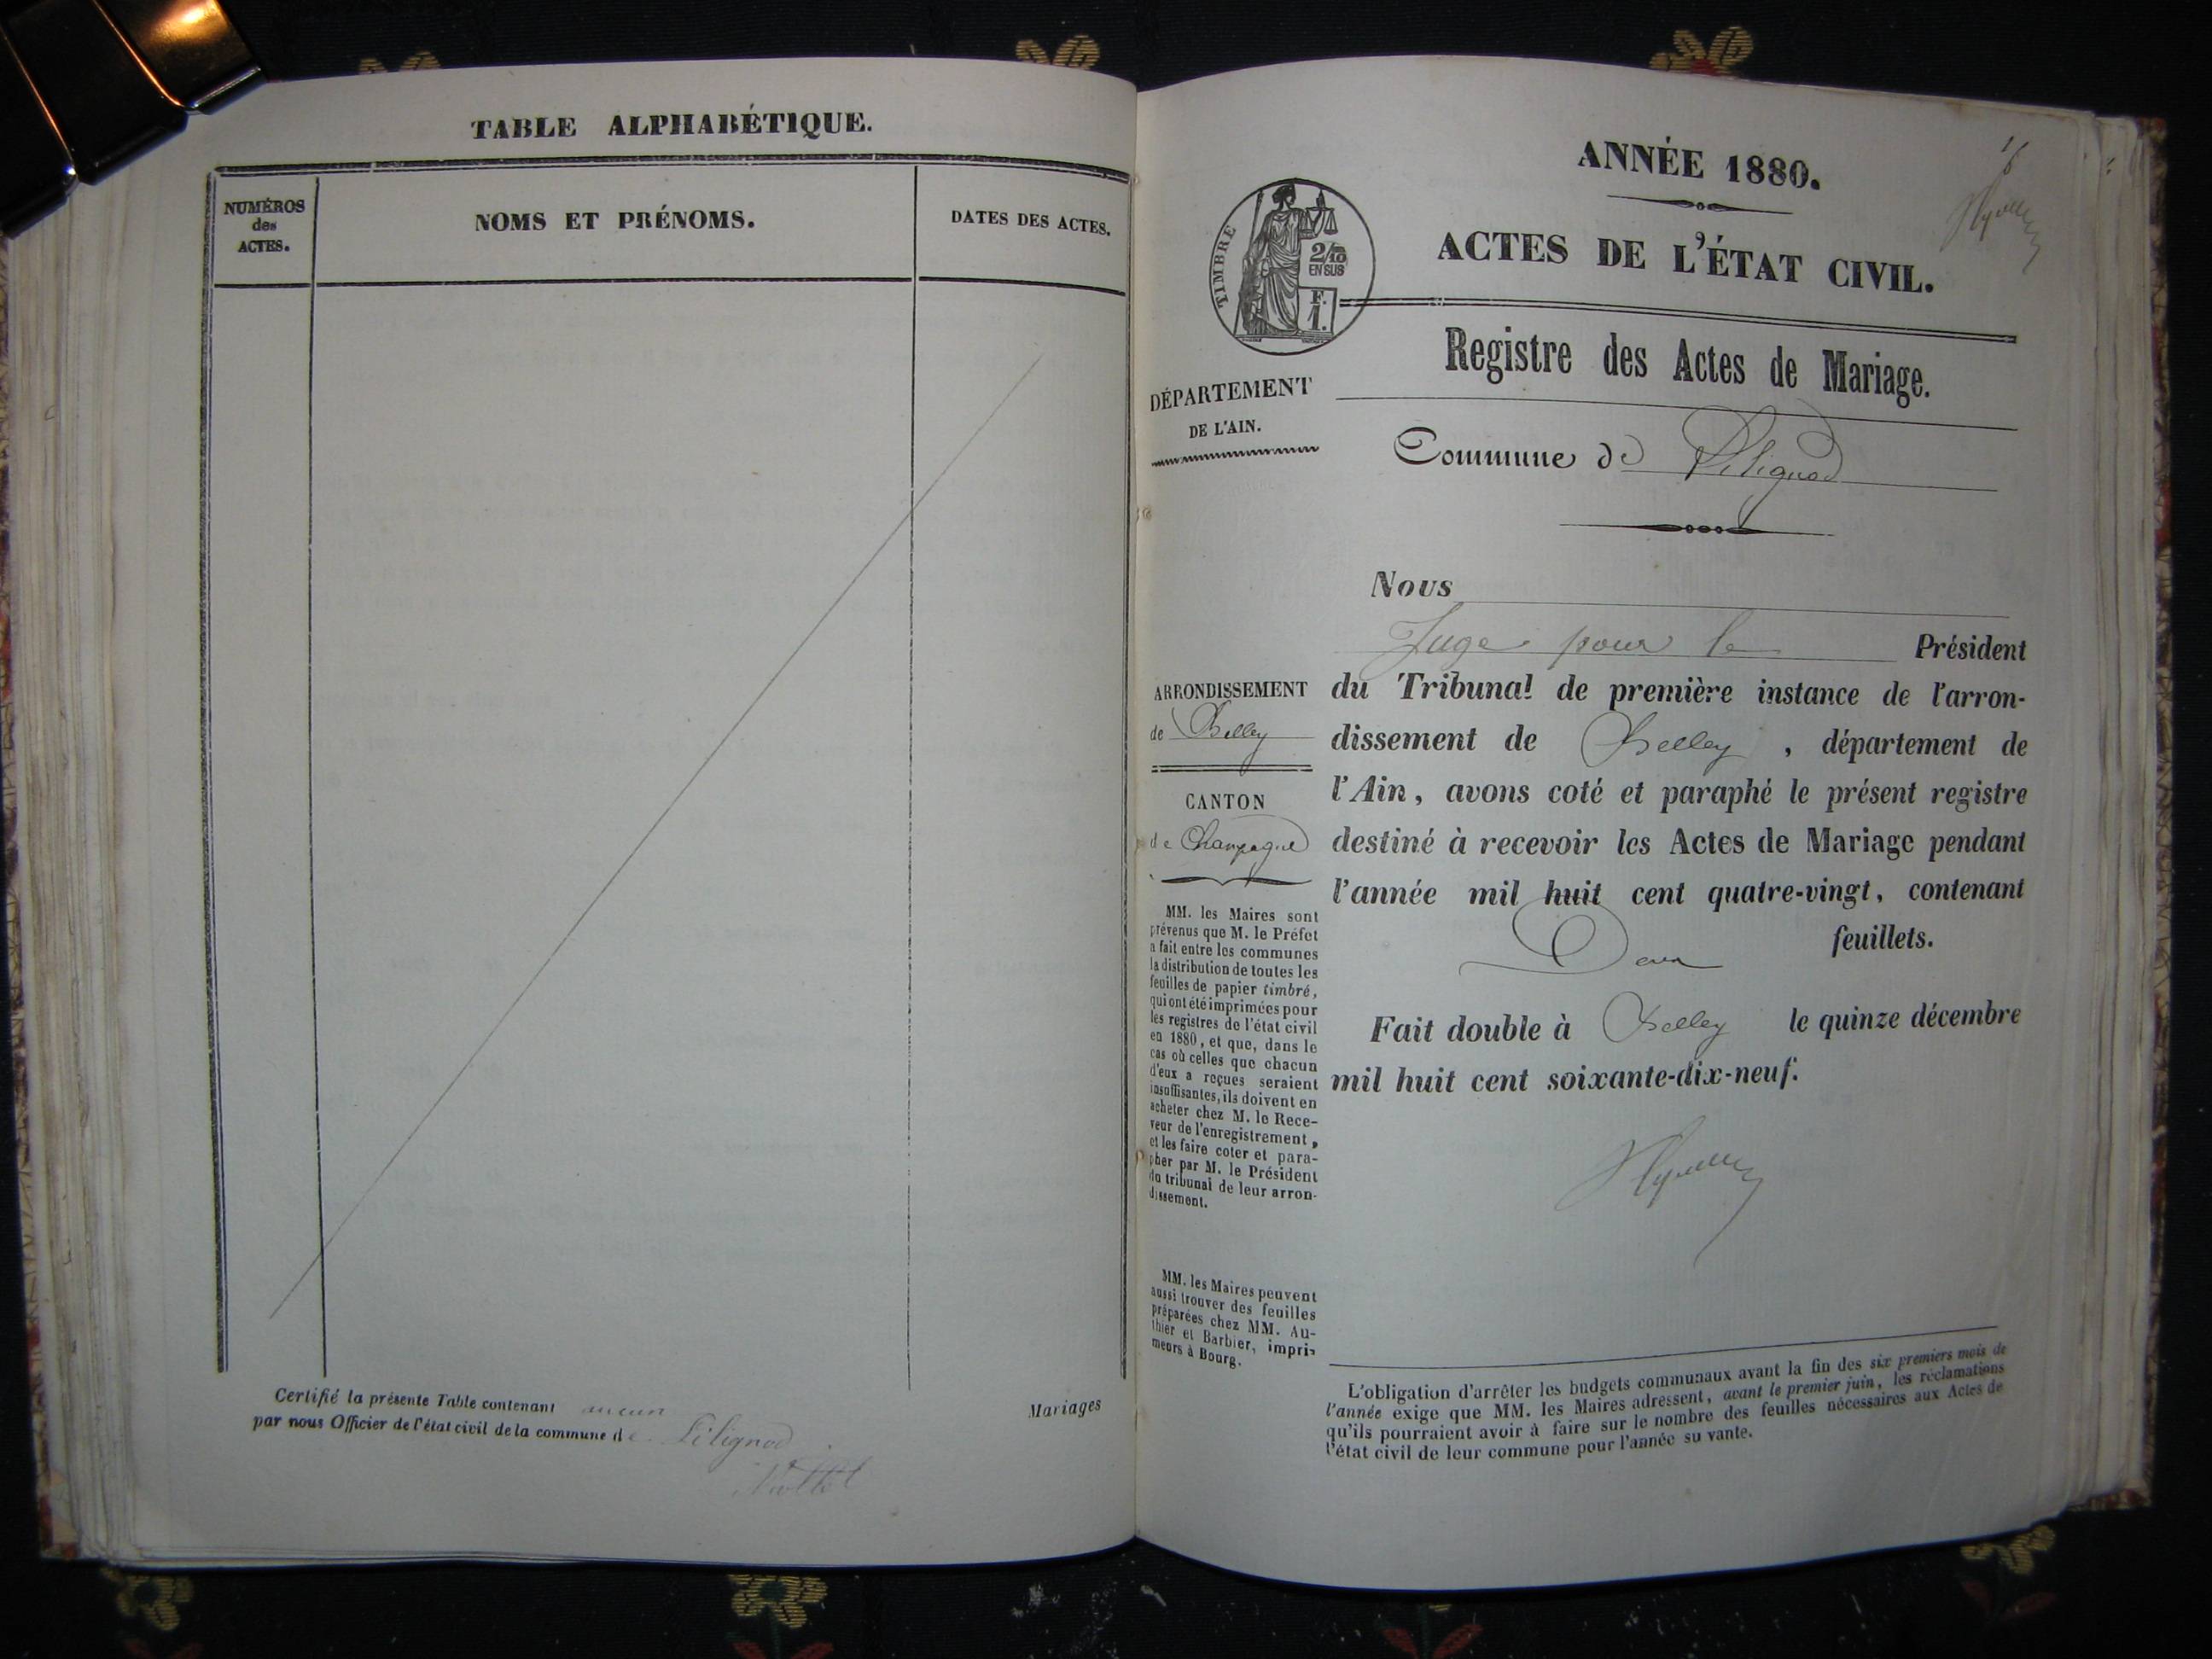 TABLE ALPHABÉTIQUE.
NUMÉROS
des
ACTES.
NOMS ET PRÉNOMS.
DATES DES ACTES.
Certifié la présente Table contenant aucun Mariages
par nous Officier de l'état civil de la commune de Lilignod
ANNÉE 1880.
ACTES DE L'ÉTAT CIVIL.
TIMBRE
2/10
EN SUS
F.
1.
Registre des Actes de Mariage.
DÉPARTEMENT
DE L'AIN.
Commune de Lilignod
Nous
Juge pour le Président
du Tribunal de première instance de l'arron-
dissement de Belley, département de
l'Ain, avons coté et paraphé le présent registre
destiné à recevoir les Actes de Mariage pendant
l'année mil huit cent quatre-vingt, contenant
Deux feuillets.
Fait double à Belley le quinze décembre
mil huit cent soixante-dix-neuf.
ARRONDISSEMENT
de Belley
CANTON
de Champagne
MM. les Maires sont
prévenus que M. le Préfet
a fait entre les communes
la distribution de toutes les
feuilles de papier timbré,
qui ont été imprimées pour
les registres de l'état civil
en 1880, et que, dans le
cas où celles que chacun
d'eux a reçues seraient
insuffisantes, ils doivent en
acheter chez M. le Rece-
veur de l'enregistrement,
et les faire coter et para-
pher par M. le Président
du tribunal de leur arron-
dissement.
MM. les Maires peuvent
aussi trouver des feuilles
préparées chez MM. Au-
thier et Barbier, impri-
meurs à Bourg.
L'obligation d'arrêter les budgets communaux avant la fin des six premiers mois de
l'année exige que MM. les Maires adressent, avant le premier juin, les réclamations
qu'ils pourraient avoir à faire sur le nombre des feuilles nécessaires aux Actes de
l'état civil de leur commune pour l'année su vante.